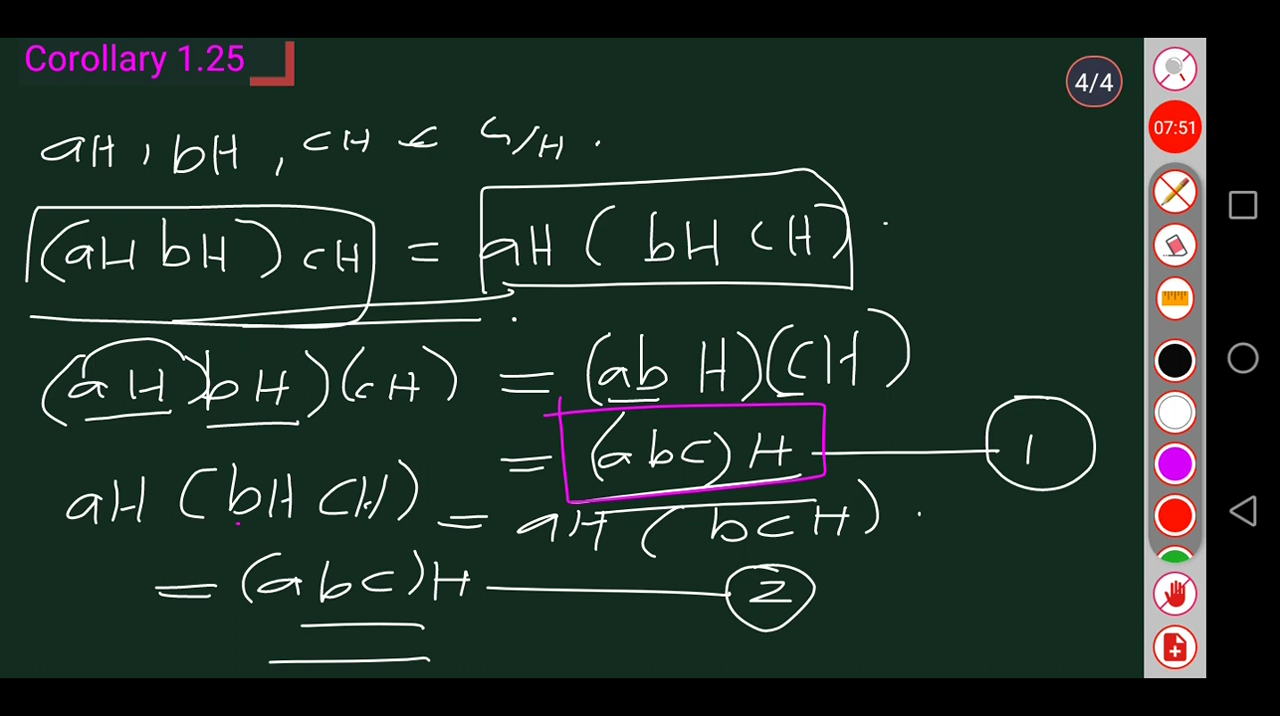 Corollary 1.25
4/4
07:51
aH, bH, cH ∈ G/H.
(aH bH) cH = aH (bH cH).
(aH) bH)(cH) = (ab H)(cH)
= (abc) H — 1
aH (bH cH) = aH (bcH).
= (abc) H — 2